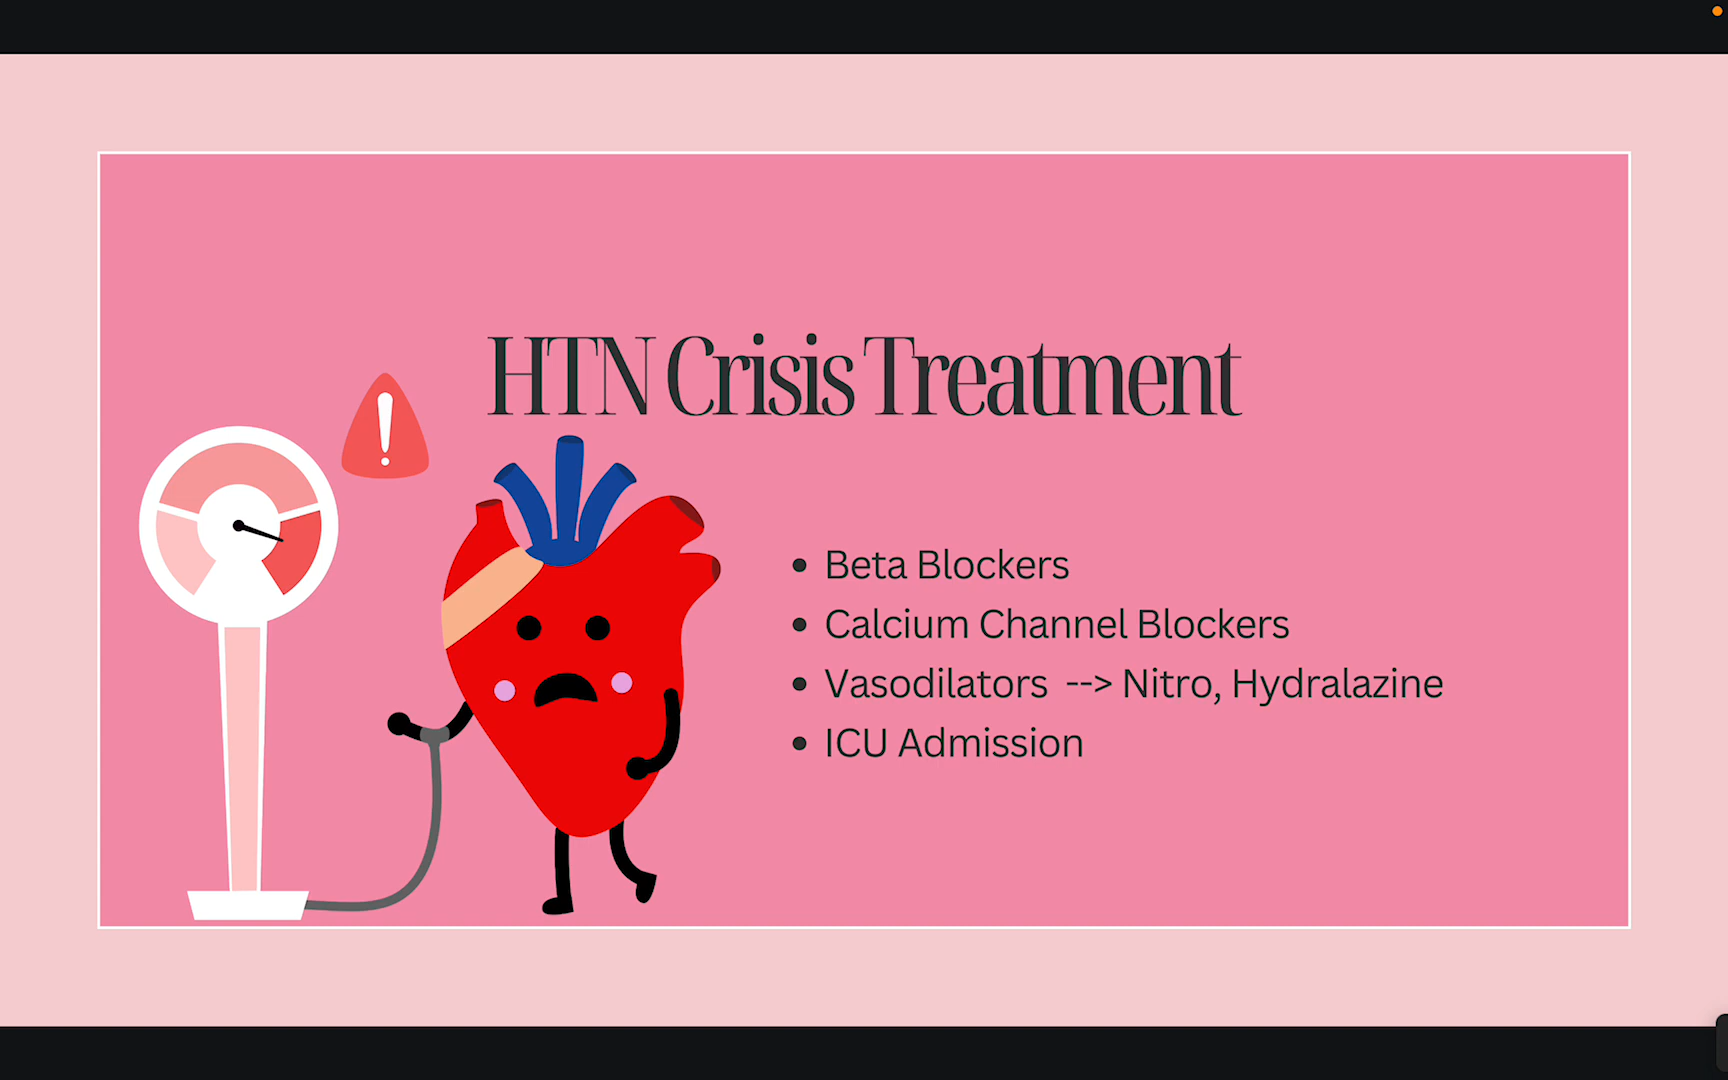 HTN Crisis Treatment
Beta Blockers
Calcium Channel Blockers
Vasodilators --> Nitro, Hydralazine
ICU Admission